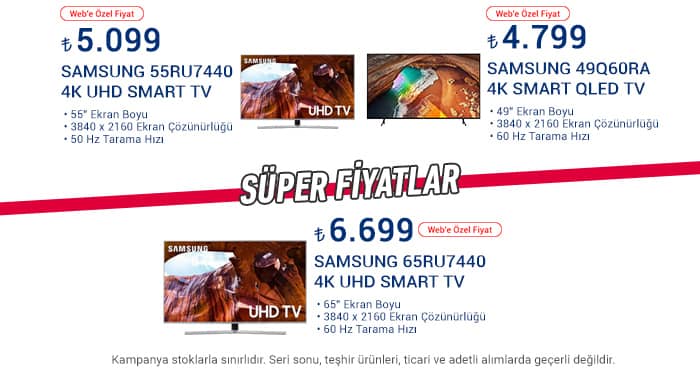 Web'e Özel Fiyat
₺ 5.099
SAMSUNG 55RU7440
4K UHD SMART TV
• 55" Ekran Boyu
• 3840 x 2160 Ekran Çözünürlüğü
• 50 Hz Tarama Hızı
SAMSUNG
UHD TV
Web'e Özel Fiyat
₺ 4.799
SAMSUNG 49Q60RA
4K SMART QLED TV
• 49" Ekran Boyu
• 3840 x 2160 Ekran Çözünürlüğü
• 60 Hz Tarama Hızı
SÜPER FİYATLAR
₺ 6.699
Web'e Özel Fiyat
SAMSUNG 65RU7440
4K UHD SMART TV
• 65" Ekran Boyu
• 3840 x 2160 Ekran Çözünürlüğü
• 60 Hz Tarama Hızı
SAMSUNG
UHD TV
Kampanya stoklarla sınırlıdır. Seri sonu, teşhir ürünleri, ticari ve adetli alımlarda geçerli değildir.